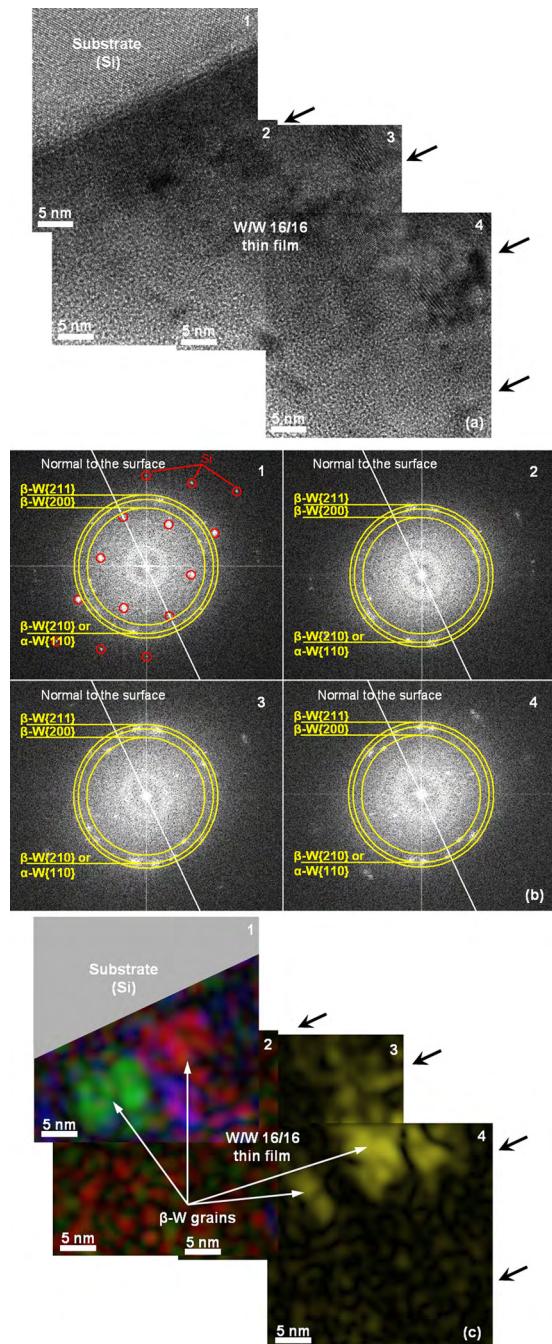 1
Substrate
(Si)
2
3
5 nm
W/W 16/16
thin film
4
5 nm
5 nm
5 nm
(a)
Normal to the surface
Si
1
β-W{211}
β-W{200}
β-W{210} or
α-W{110}
Normal to the surface
2
β-W{211}
β-W{200}
β-W{210} or
α-W{110}
Normal to the surface
3
β-W{211}
β-W{200}
β-W{210} or
α-W{110}
Normal to the surface
4
β-W{211}
β-W{200}
β-W{210} or
α-W{110}
(b)
1
Substrate
(Si)
2
3
5 nm
W/W 16/16
thin film
4
β-W grains
5 nm
5 nm
5 nm
(c)